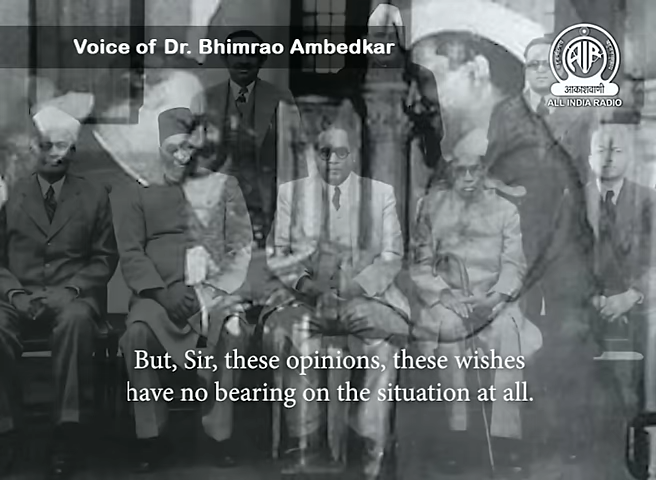 Voice of Dr. Bhimrao Ambedkar
AIR
आकाशवाणी
ALL INDIA RADIO
But, Sir, these opinions, these wishes
have no bearing on the situation at all.